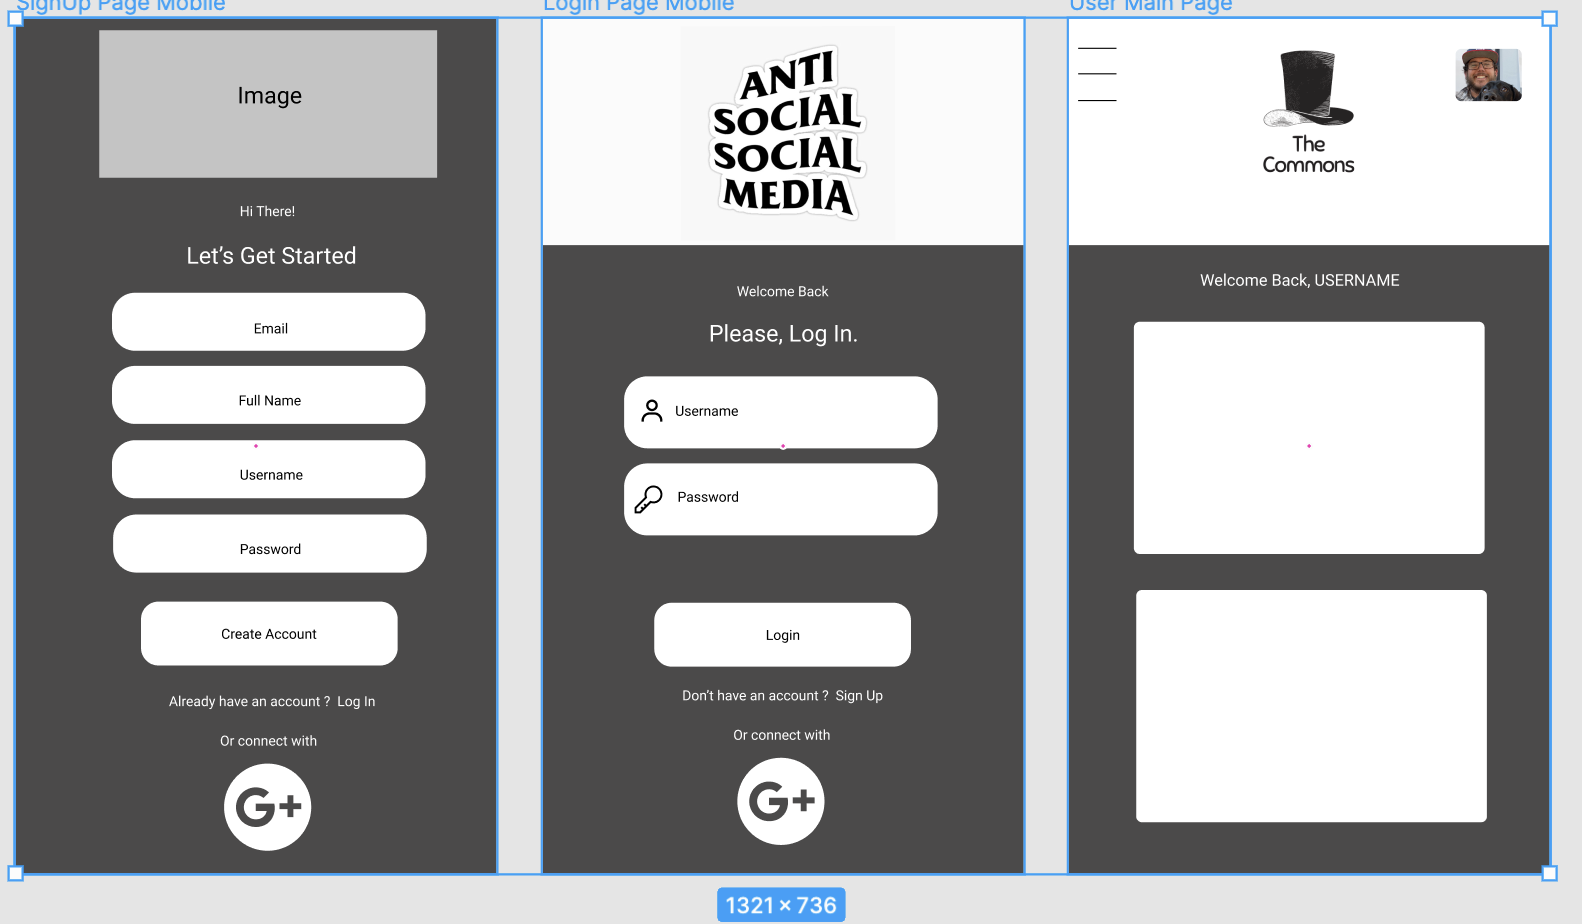 SignUp Page Mobile
Image
Hi There!
Let's Get Started
Email
Full Name
Username
Password
Create Account
Already have an account ? Log In
Or connect with
G+
Login Page Mobile
ANTI
SOCIAL
SOCIAL
MEDIA
Welcome Back
Please, Log In.
Username
Password
Login
Don't have an account ? Sign Up
Or connect with
G+
User Main Page
The
Commons
Welcome Back, USERNAME
1321 × 736